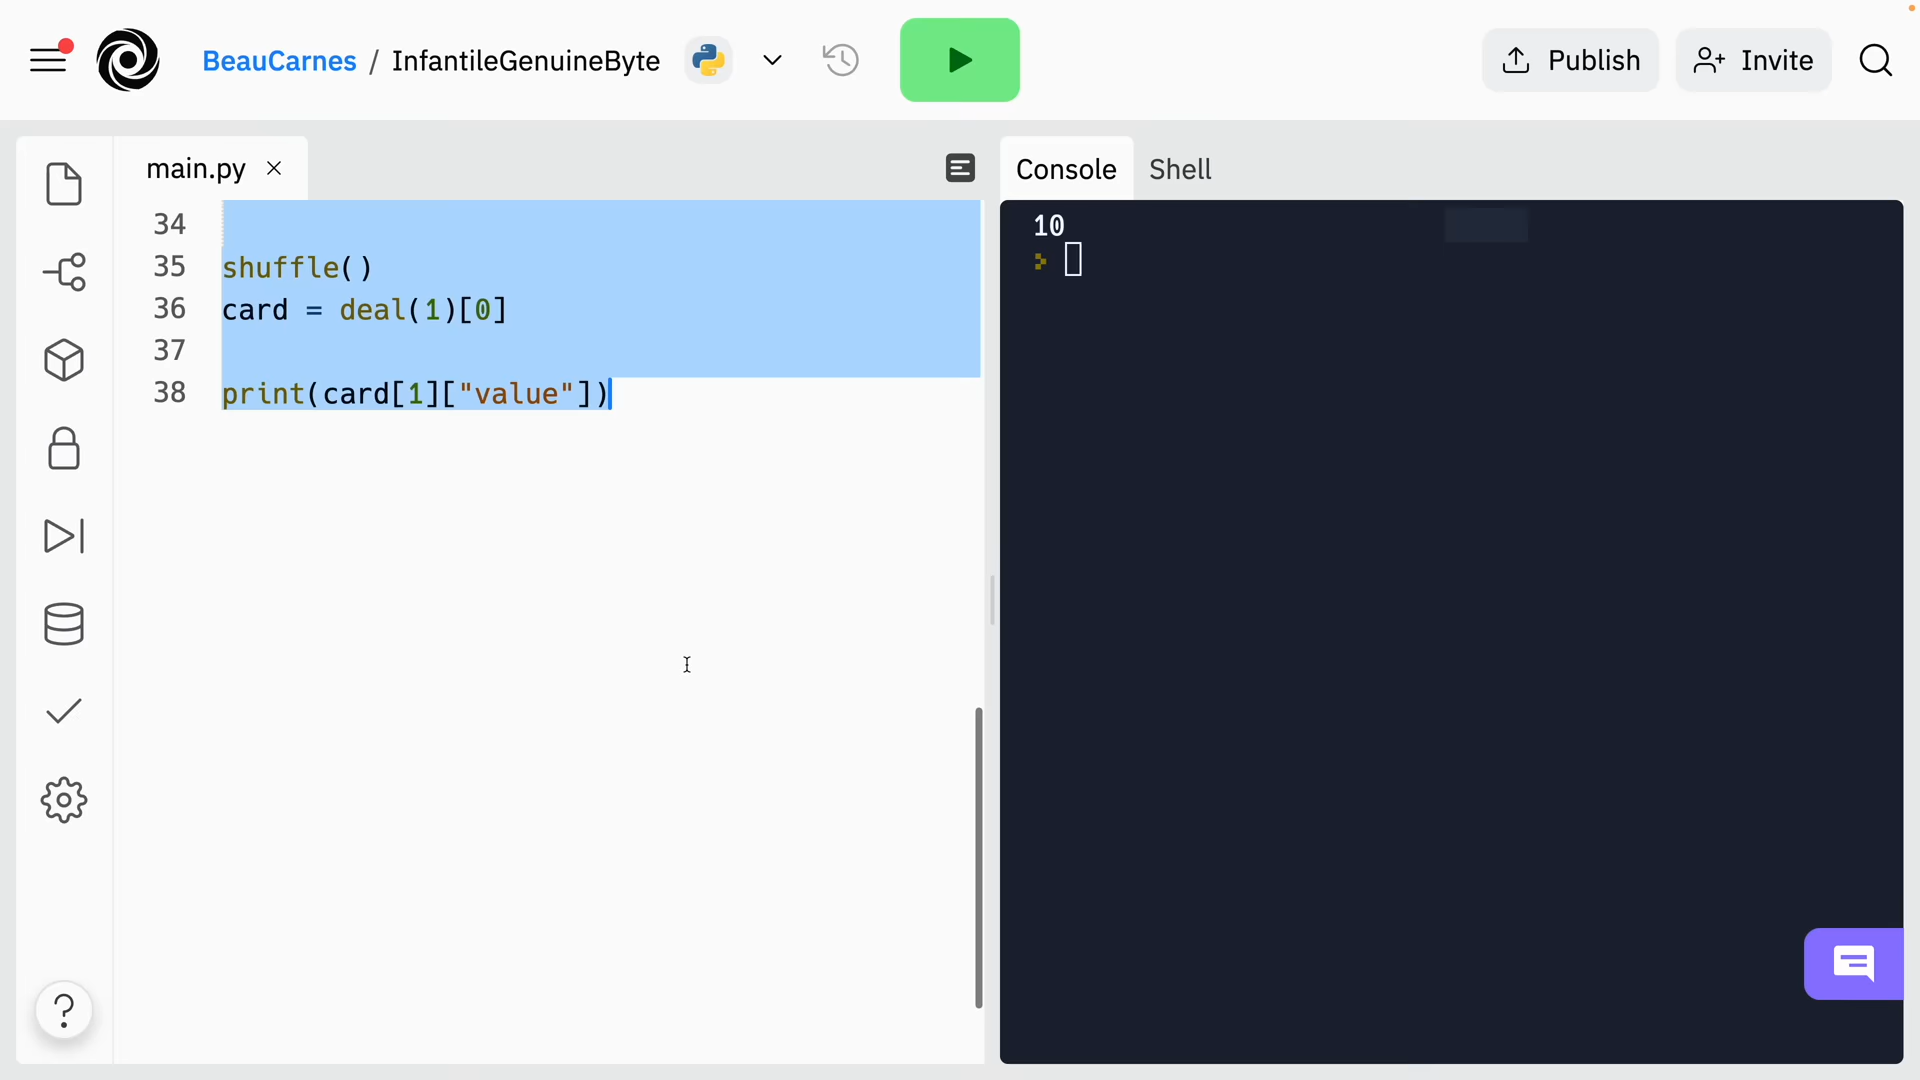 BeauCarnes / InfantileGenuineByte
Publish
Invite
main.py
Console
Shell
34
35 shuffle()
36 card = deal(1)[0]
37
38 print(card[1]["value"])
10
?